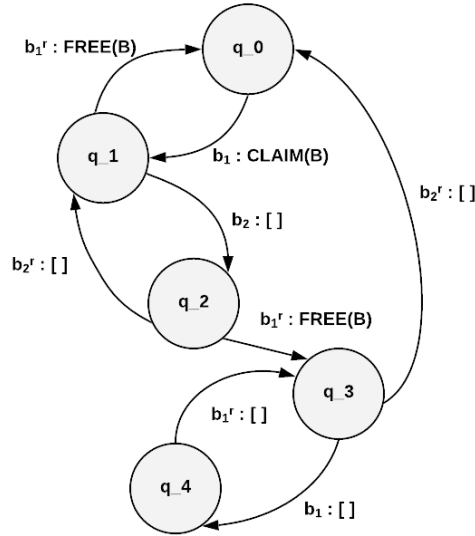 q_0
b₁ʳ : FREE(B)
b₁ : CLAIM(B)
q_1
b₂ʳ : [ ]
b₂ : [ ]
b₂ʳ : [ ]
q_2
b₁ʳ : FREE(B)
q_3
b₁ʳ : [ ]
q_4
b₁ : [ ]